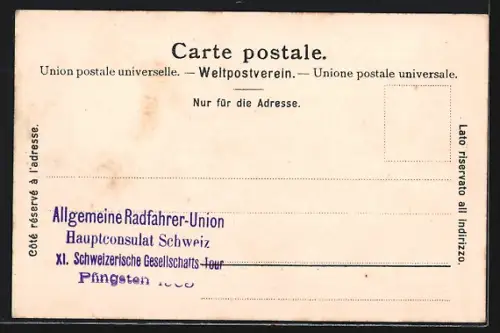 Carte postale.
Union postale universelle. — Weltpostverein. — Unione postale universale.
Nur für die Adresse.
Côté réservé à l'adresse.
Lato riservato all indirizzo.
Allgemeine Radfahrer-Union
Hauptconsulat Schweiz
XI. Schweizerische Gesellschafts-Tour
Pfingsten